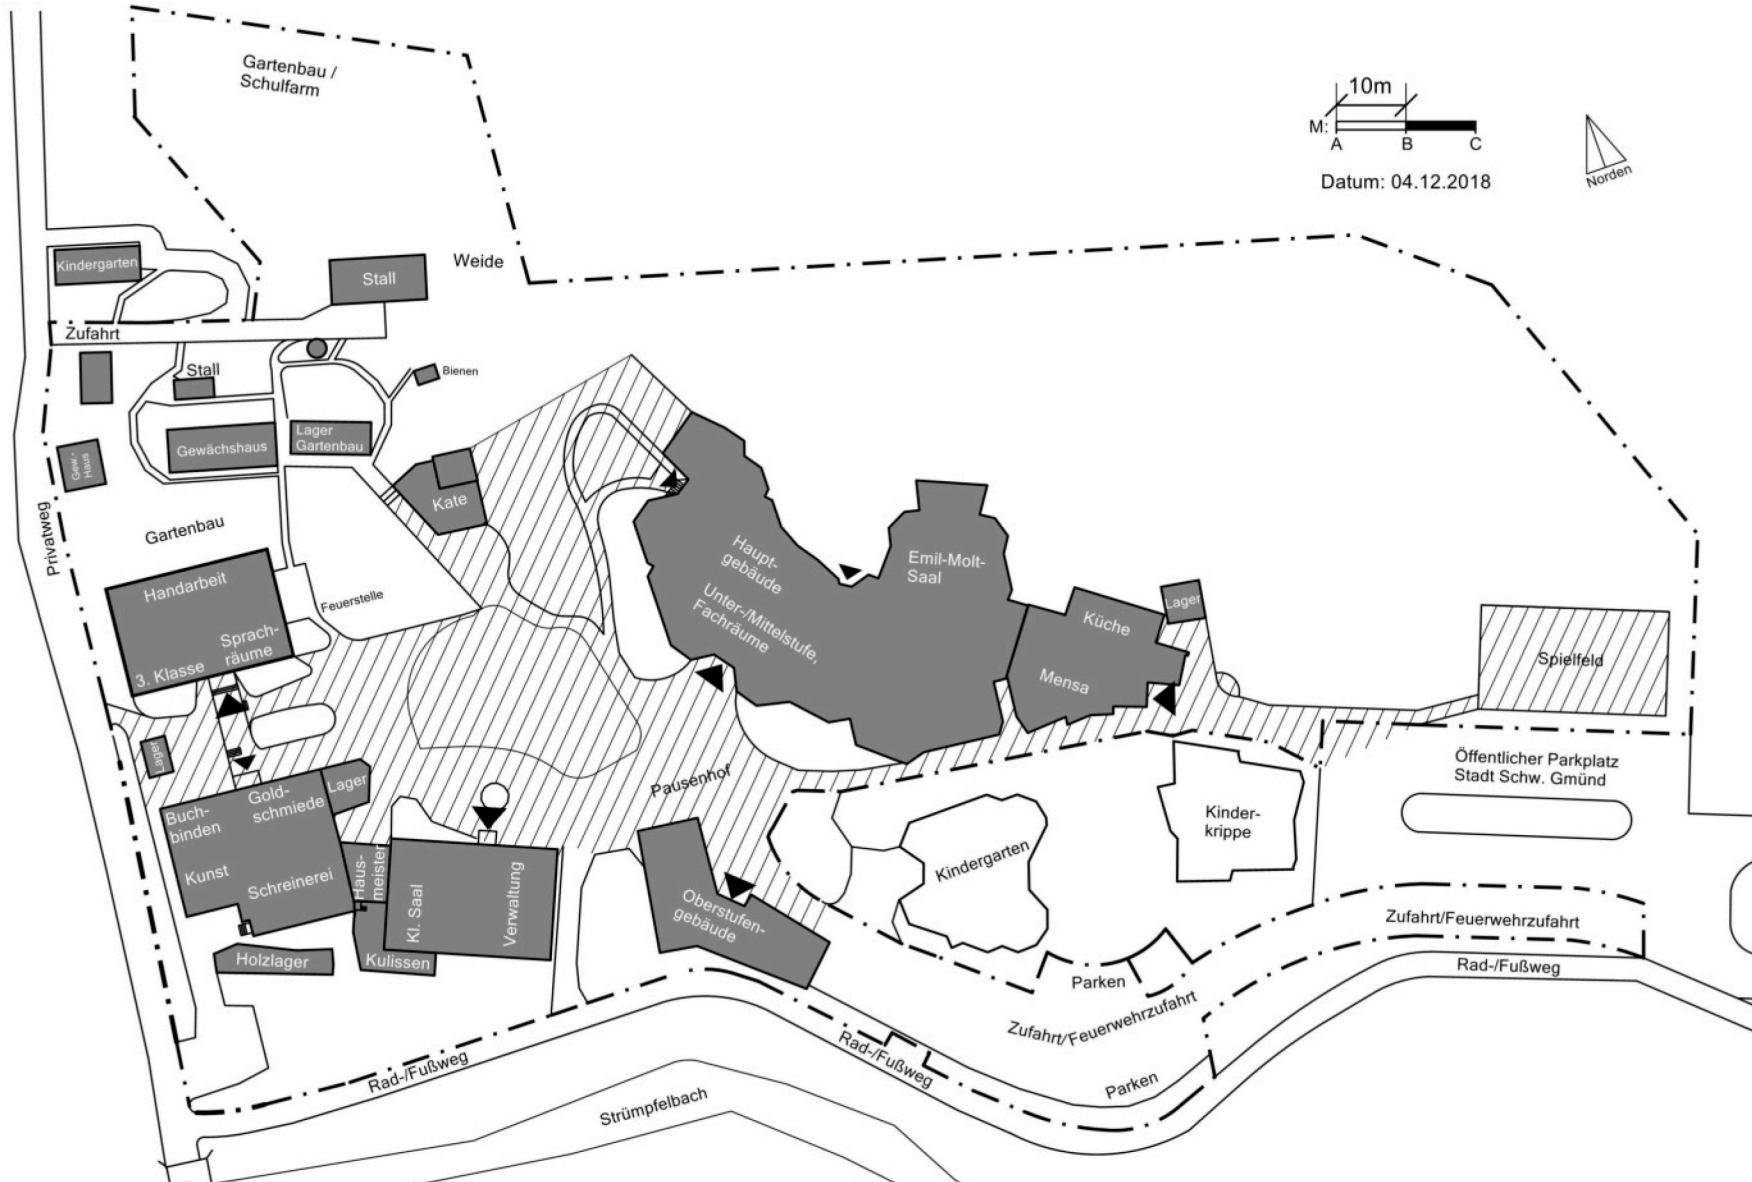 Gartenbau /
Schulfarm
10m
M:
A
B
C
Datum: 04.12.2018
Norden
Kindergarten
Stall
Weide
Zufahrt
Stall
Bienen
Gewächshaus
Lager
Gartenbau
Gew.-
Haus
Kate
Privatweg
Gartenbau
Handarbeit
Sprach-
räume
3. Klasse
Feuerstelle
Haupt-
gebäude
Unter-/Mittelstufe,
Fachräume
Emil-Molt-
Saal
Küche
Mensa
Lager
Spielfeld
Lager
Buch-
binden
Gold-
schmiede
Lager
Kunst
Schreinerei
Haus-
meister
Kl. Saal
Verwaltung
Kulissen
Holzlager
Pausenhof
Oberstufen-
gebäude
Kindergarten
Kinder-
krippe
Öffentlicher Parkplatz
Stadt Schw. Gmünd
Zufahrt/Feuerwehrzufahrt
Rad-/Fußweg
Parken
Zufahrt/Feuerwehrzufahrt
Parken
Rad-/Fußweg
Rad-/Fußweg
Strümpfelbach